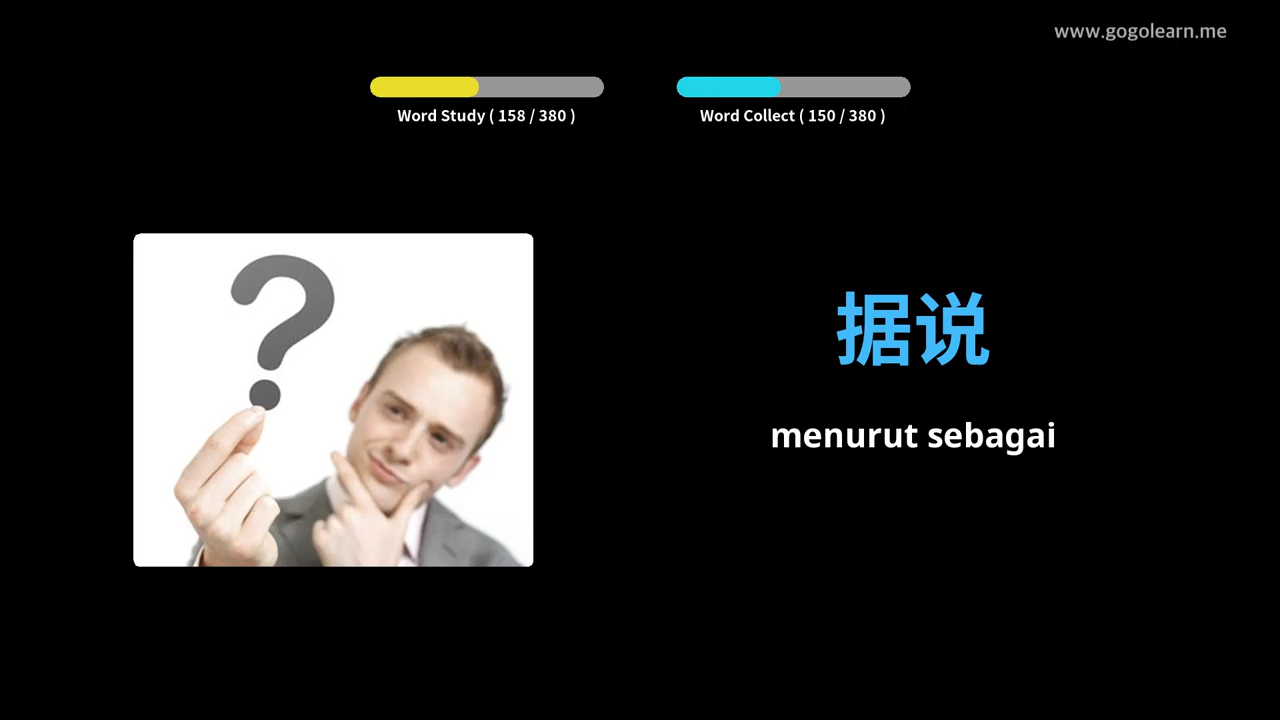 www.gogolearn.me
Word Study ( 158 / 380 )
Word Collect ( 150 / 380 )
?
据说
menurut sebagai